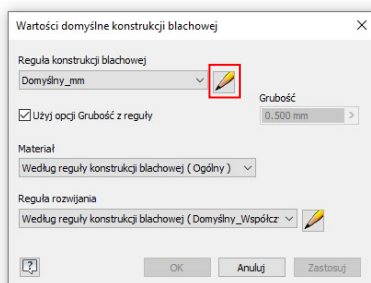 Wartości domyślne konstrukcji blachowej
Reguła konstrukcji blachowej
Domyślny_mm
Grubość
Użyj opcji Grubość z reguły
0.500 mm
Materiał
Według reguły konstrukcji blachowej ( Ogólny )
Reguła rozwijania
Według reguły konstrukcji blachowej ( Domyślny_Współcz
OK
Anuluj
Zastosuj